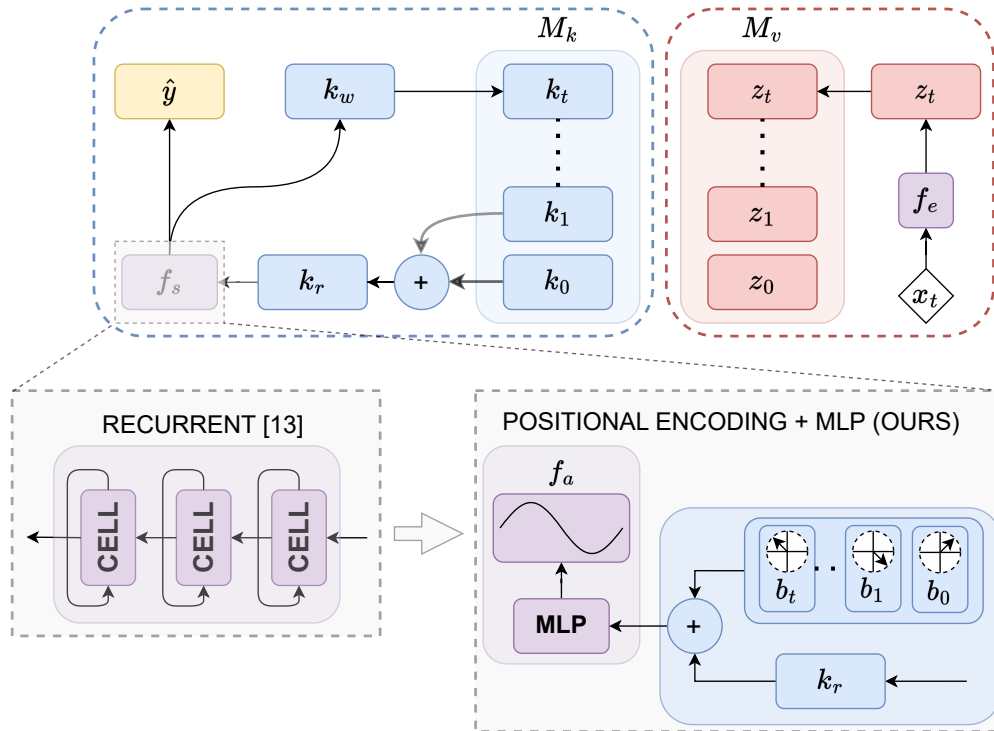 M_k
M_v
ŷ
k_w
k_t
z_t
z_t
k_1
z_1
f_e
f_s
k_r
+
k_0
z_0
x_t
RECURRENT [13]
CELL
CELL
CELL
POSITIONAL ENCODING + MLP (OURS)
f_a
b_t
..
b_1
b_0
MLP
+
k_r